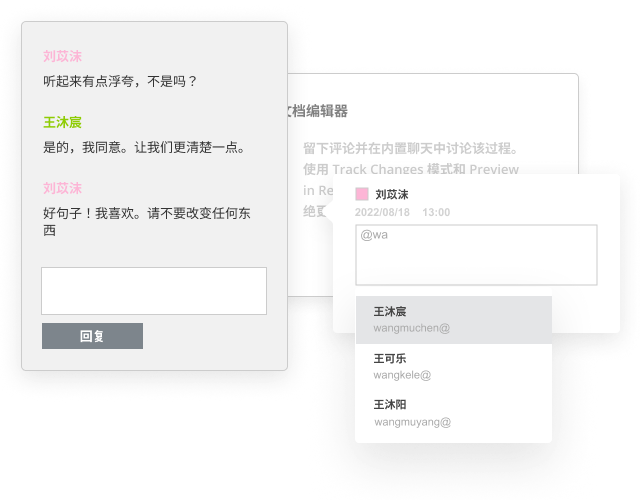 刘苡沫
听起来有点浮夸，不是吗？
王沐宸
是的，我同意。让我们更清楚一点。
刘苡沫
好句子！我喜欢。请不要改变任何东
西
回复
文档编辑器
留下评论并在内置聊天中讨论该过程。
使用 Track Changes 模式和 Preview
in Re
绝
刘苡沫
2022/08/18 13:00
@wa
王沐宸
wangmuchen@
王可乐
wangkele@
王沐阳
wangmuyang@